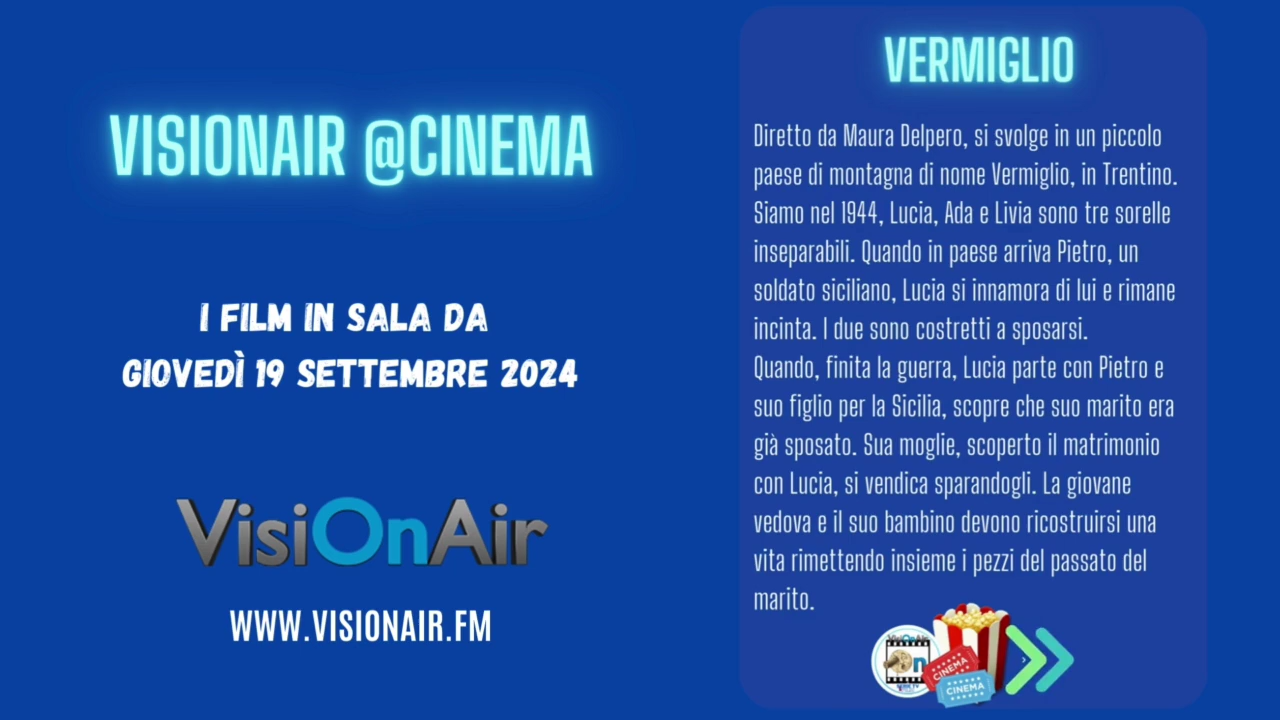 VISIONAIR @CINEMA
I FILM IN SALA DA
GIOVEDÌ 19 SETTEMBRE 2024
VisiOnAir
WWW.VISIONAIR.FM
VERMIGLIO
Diretto da Maura Delpero, si svolge in un piccolo
paese di montagna di nome Vermiglio, in Trentino.
Siamo nel 1944, Lucia, Ada e Livia sono tre sorelle
inseparabili. Quando in paese arriva Pietro, un
soldato siciliano, Lucia si innamora di lui e rimane
incinta. I due sono costretti a sposarsi.
Quando, finita la guerra, Lucia parte con Pietro e
suo figlio per la Sicilia, scopre che suo marito era
già sposato. Sua moglie, scoperto il matrimonio
con Lucia, si vendica sparandogli. La giovane
vedova e il suo bambino devono ricostruirsi una
vita rimettendo insieme i pezzi del passato del
marito.
VisiOnAir
On
CINEMA
CINEMA